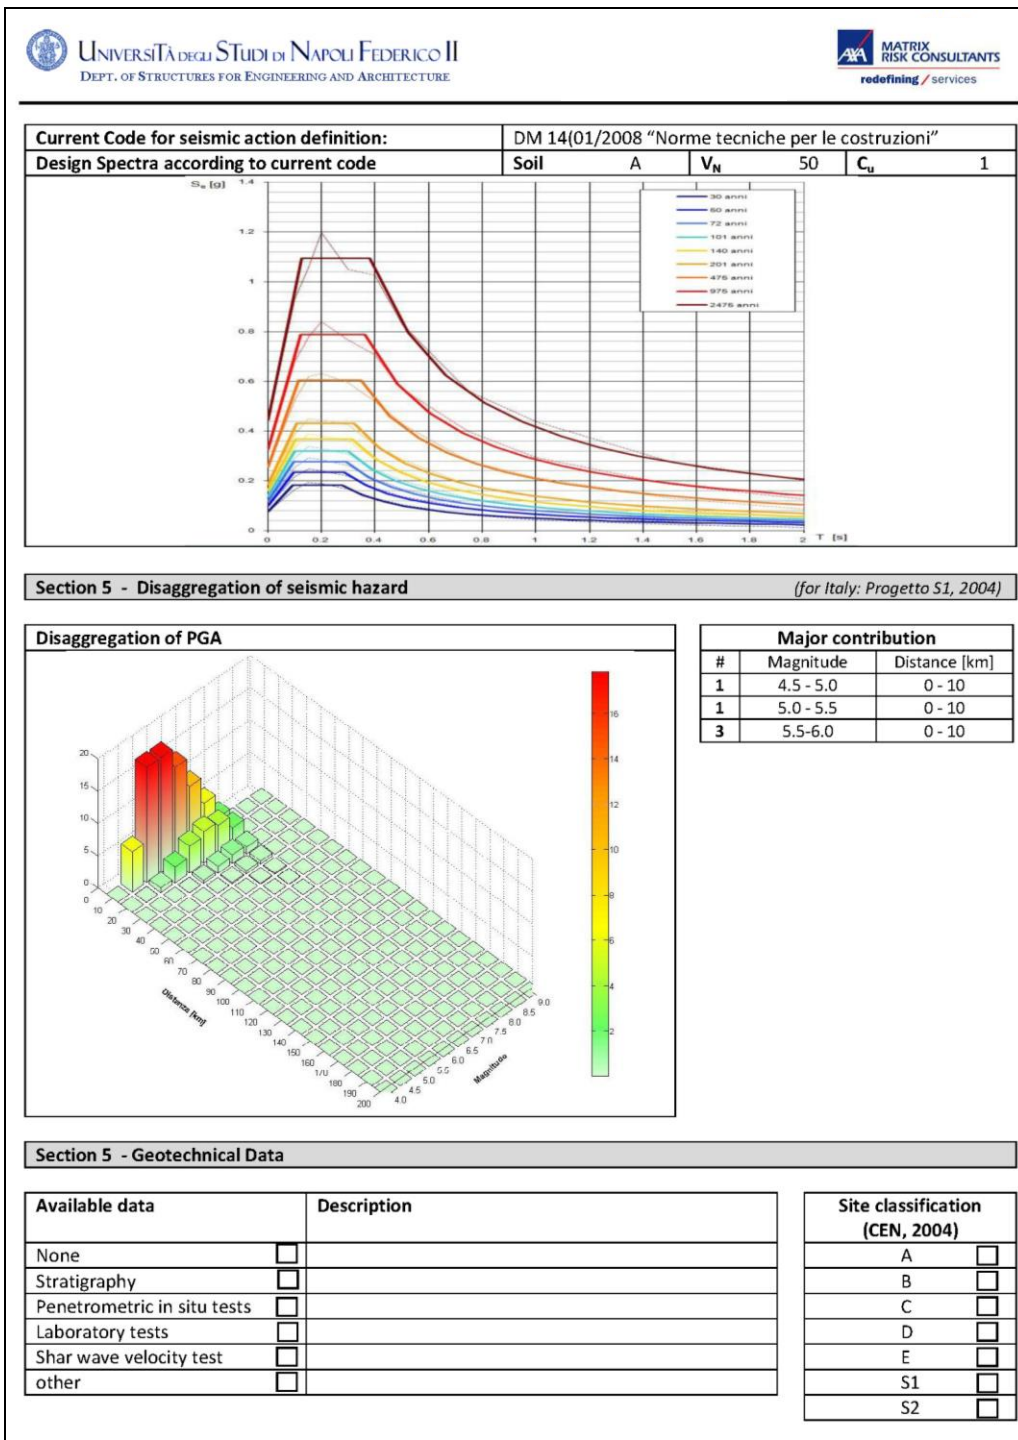 UNIVERSITÀ DEGLI STUDI DI NAPOLI FEDERICO II
DEPT. OF STRUCTURES FOR ENGINEERING AND ARCHITECTURE
AXA MATRIX
RISK CONSULTANTS
redefining / services
Current Code for seismic action definition: DM 14(01/2008 “Norme tecniche per le costruzioni”
Design Spectra according to current code Soil A VN 50 Cu 1
[g] 1.4
1.2
1
0.8
0.6
0.4
0.2
0
30 anni
50 anni
72 anni
101 anni
140 anni
201 anni
475 anni
975 anni
2475 anni
0 0.2 0.4 0.6 0.8 1 1.2 1.4 1.6 1.8 2 T [s]
Section 5 - Disaggregation of seismic hazard (for Italy: Progetto S1, 2004)
Disaggregation of PGA
20
15
10
5
0
0 10 20 30 40 50 60 70 80 90 100 110 120 130 140 150 160 170 180 190 200
Distanza [km]
4.0 4.5 5.0 5.5 6.0 6.5 7.0 7.5 8.0 8.5 9.0
Magnitudo
16
14
12
10
8
6
4
2
Major contribution
# Magnitude Distance [km]
1 4.5 - 5.0 0 - 10
1 5.0 - 5.5 0 - 10
3 5.5-6.0 0 - 10
Section 5 - Geotechnical Data
Available data Description
None
Stratigraphy
Penetrometric in situ tests
Laboratory tests
Shar wave velocity test
other
Site classification
(CEN, 2004)
A
B
C
D
E
S1
S2